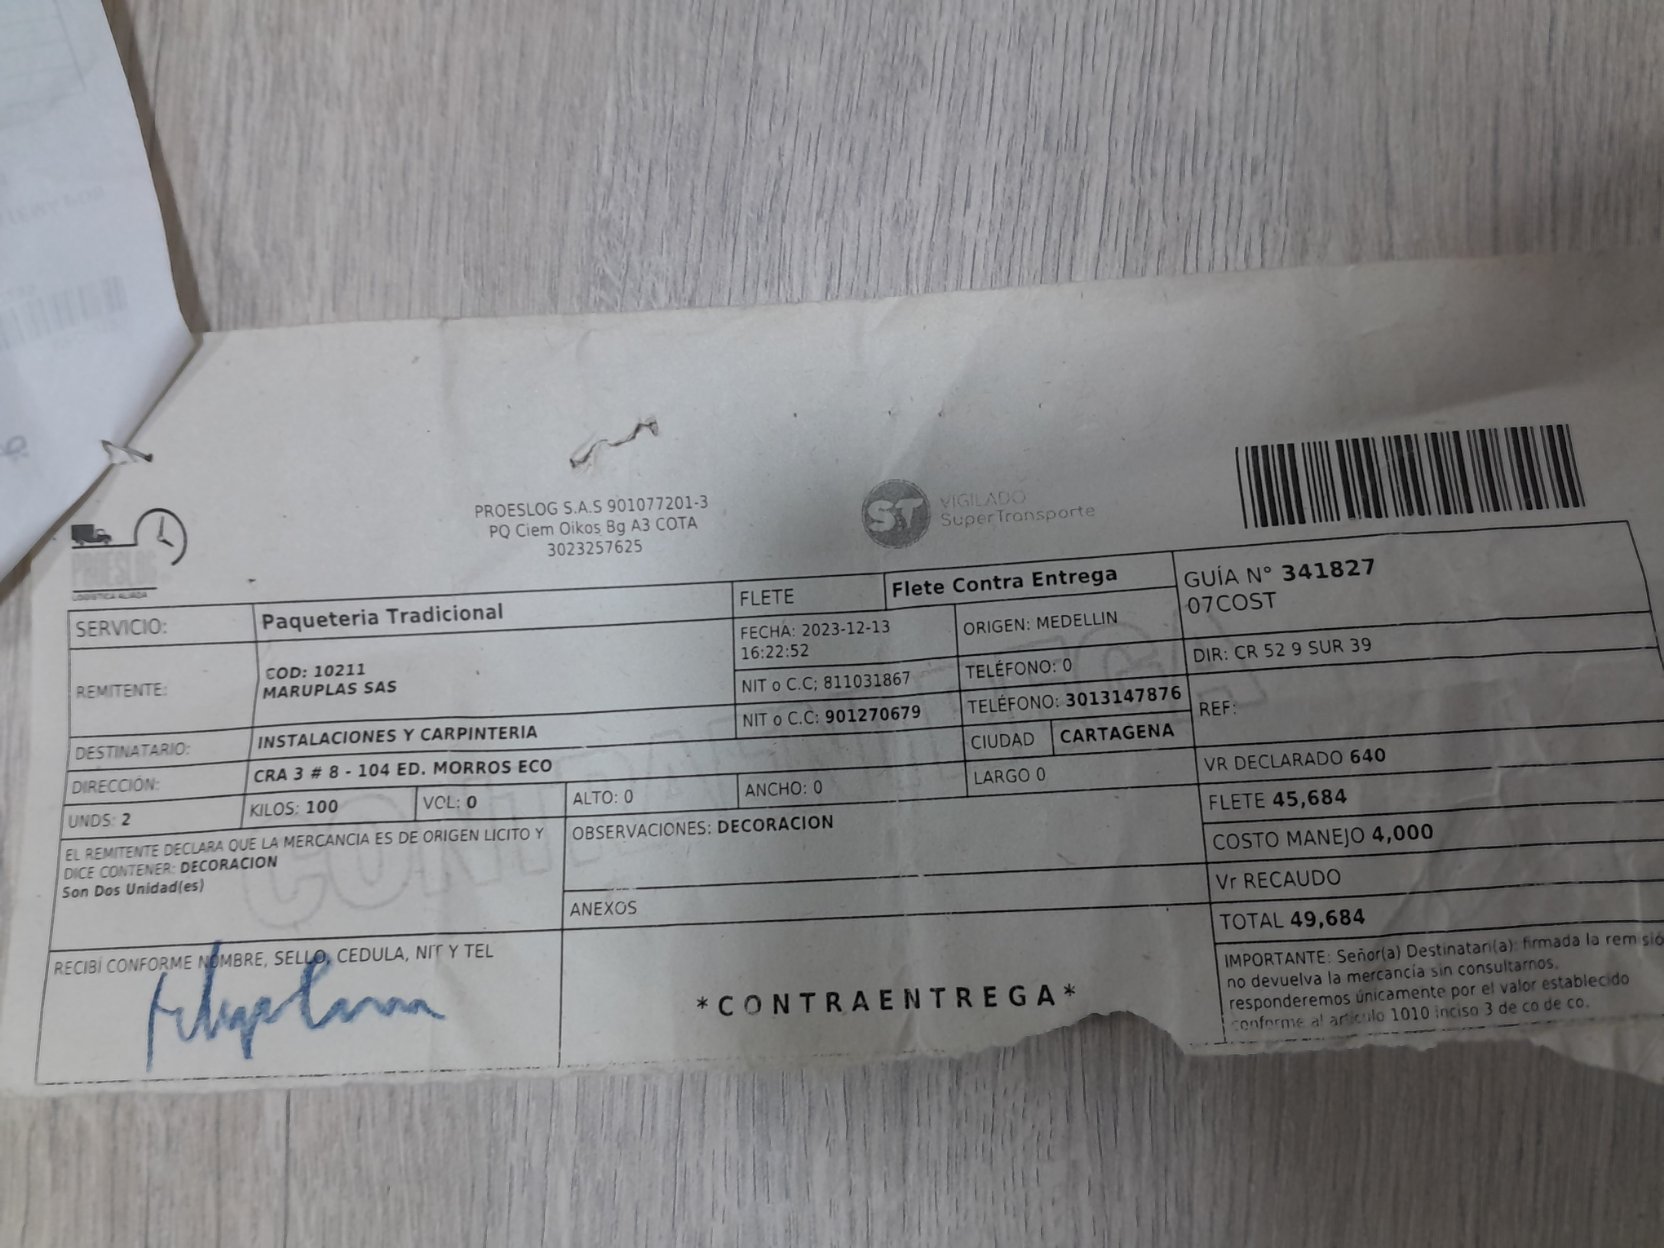 PROESLOG
LOGISTICA ALIADA
PROESLOG S.A.S 901077201-3
PQ Ciem Oikos Bg A3 COTA
3023257625
ST
VIGILADO
SuperTransporte
SERVICIO: Paqueteria Tradicional
FLETE Flete Contra Entrega
GUÍA N° 341827
07COST
REMITENTE: COD: 10211
MARUPLAS SAS
FECHA: 2023-12-13
16:22:52
ORIGEN: MEDELLIN
DIR: CR 52 9 SUR 39
NIT o C.C; 811031867
TELÉFONO: 0
DESTINATARIO: INSTALACIONES Y CARPINTERIA
NIT o C.C: 901270679
TELÉFONO: 3013147876
REF:
DIRECCIÓN: CRA 3 # 8 - 104 ED. MORROS ECO
CIUDAD CARTAGENA
VR DECLARADO 640
UNDS: 2 KILOS: 100 VOL: 0 ALTO: 0 ANCHO: 0 LARGO 0
FLETE 45,684
EL REMITENTE DECLARA QUE LA MERCANCIA ES DE ORIGEN LICITO Y
DICE CONTENER: DECORACION
Son Dos Unidad(es)
OBSERVACIONES: DECORACION
COSTO MANEJO 4,000
Vr RECAUDO
ANEXOS
TOTAL 49,684
RECIBÍ CONFORME NOMBRE, SELLO, CEDULA, NIT Y TEL
*CONTRAENTREGA*
IMPORTANTE: Señor(a) Destinatari(a): firmada la remisió
no devuelva la mercancía sin consultarnos.
responderemos únicamente por el valor establecido
conforme al articulo 1010 inciso 3 de co de co.